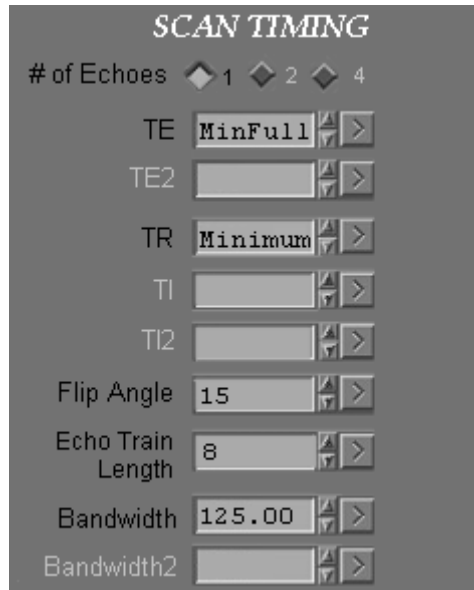 SCAN TIMING
# of Echoes 1 2 4
TE MinFull >
TE2 >
TR Minimum >
TI >
TI2 >
Flip Angle 15 >
Echo Train
Length 8 >
Bandwidth 125.00 >
Bandwidth2 >